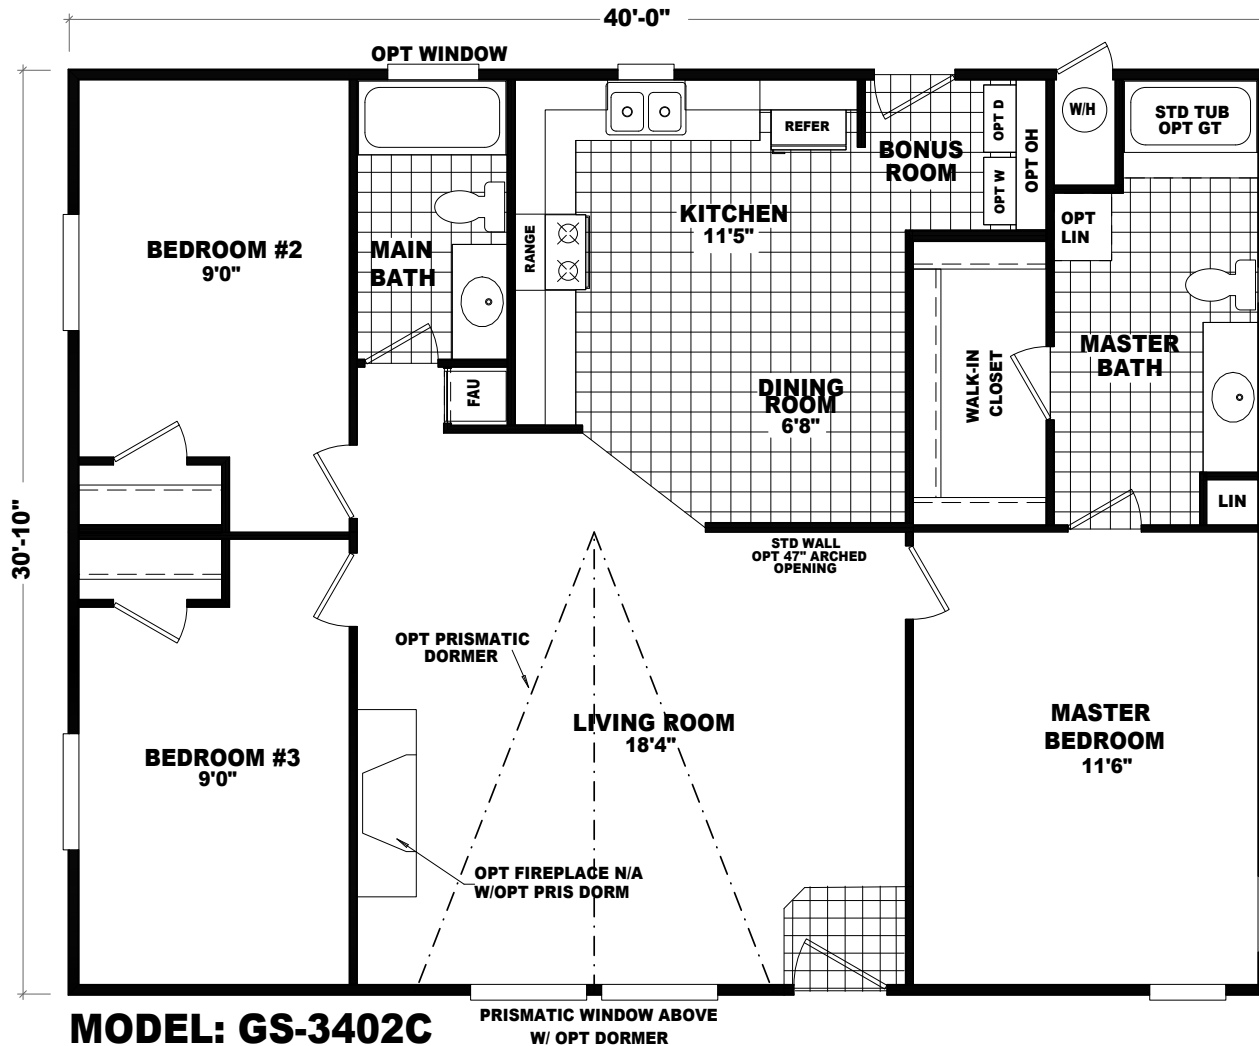 40'-0"
OPT WINDOW
W/H
STD TUB
OPT GT
REFER
OPT D
OPT OH
BONUS
ROOM
OPT W
KITCHEN
11'5"
OPT
LIN
BEDROOM #2
9'0"
MAIN
BATH
RANGE
MASTER
BATH
WALK-IN
CLOSET
FAU
DINING
ROOM
6'8"
LIN
30'-10"
STD WALL
OPT 47" ARCHED
OPENING
OPT PRISMATIC
DORMER
LIVING ROOM
18'4"
MASTER
BEDROOM
11'6"
BEDROOM #3
9'0"
OPT FIREPLACE N/A
W/OPT PRIS DORM
PRISMATIC WINDOW ABOVE
W/ OPT DORMER
MODEL: GS-3402C